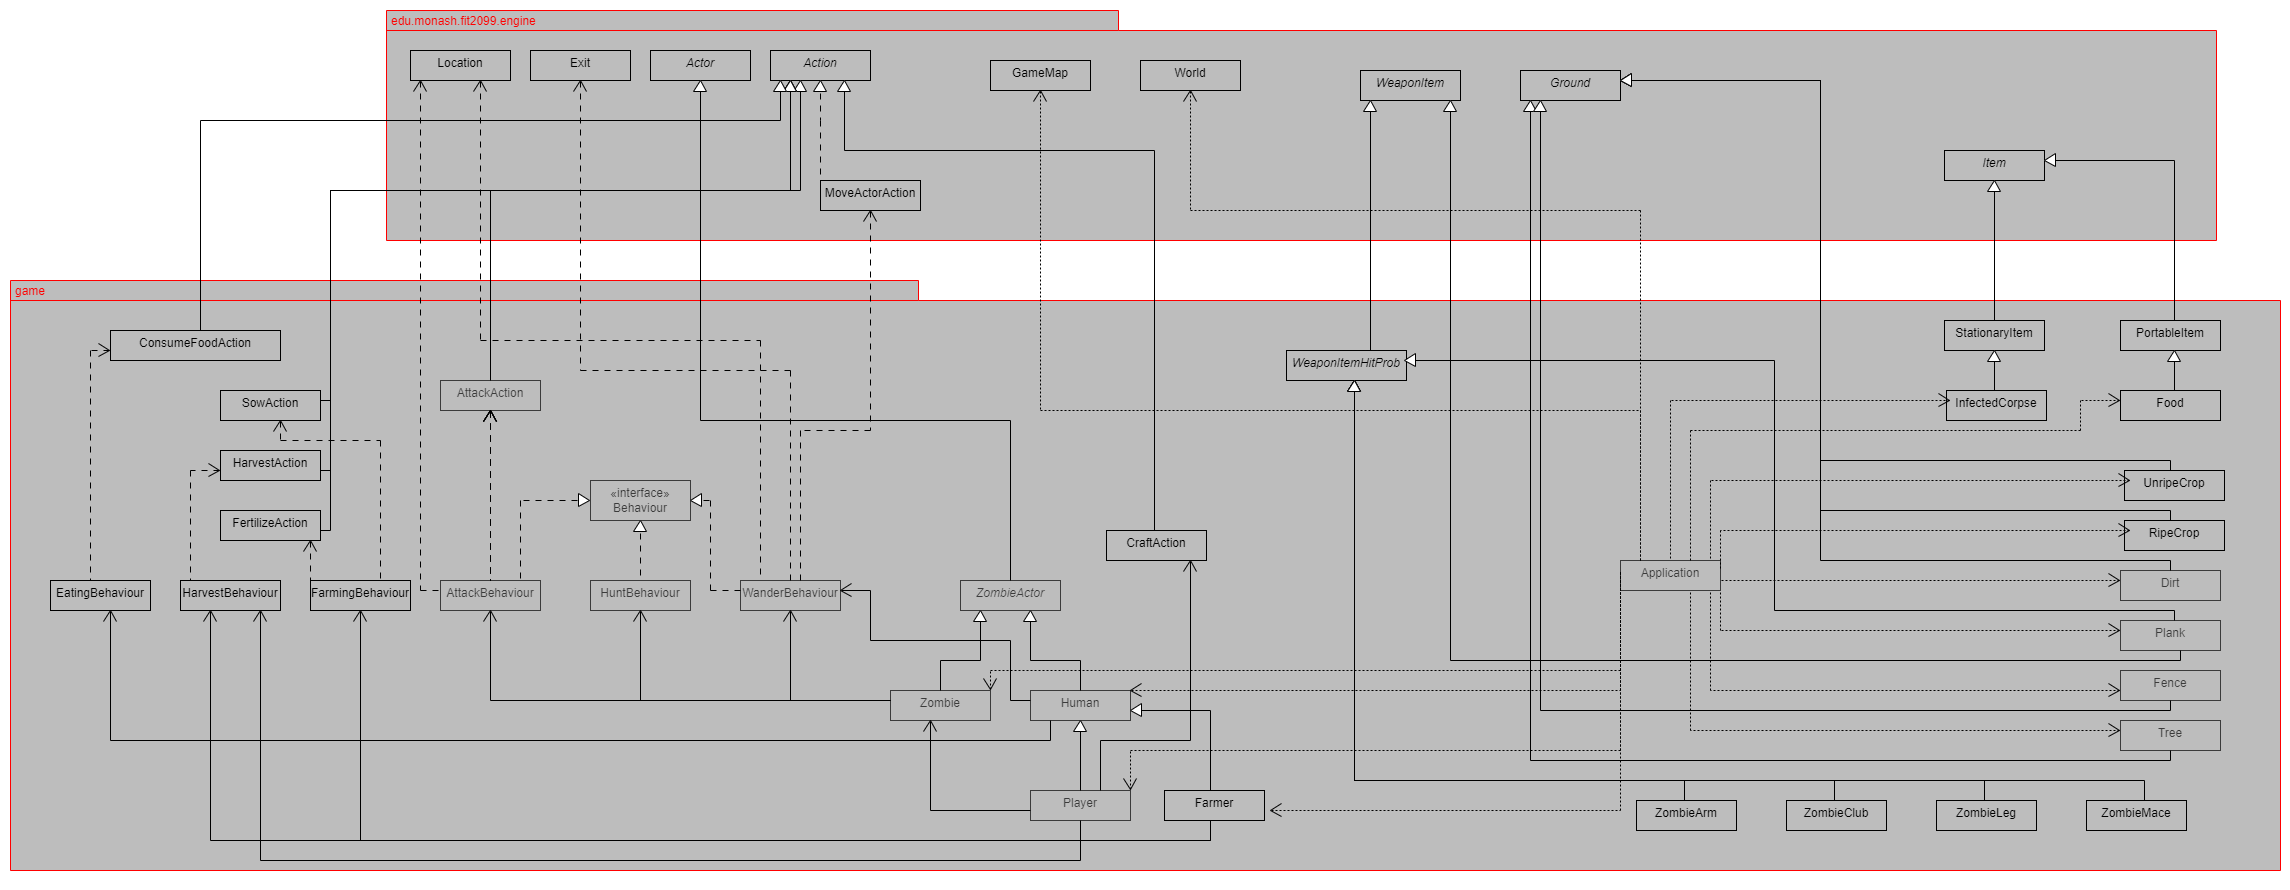 edu.monash.fit2099.engine
Location
Exit
Actor
Action
GameMap
World
WeaponItem
Ground
Item
MoveActorAction
game
ConsumeFoodAction
StationaryItem
PortableItem
WeaponItemHitProb
AttackAction
SowAction
InfectedCorpse
Food
HarvestAction
«interface»
Behaviour
UnripeCrop
FertilizeAction
CraftAction
RipeCrop
Application
EatingBehaviour
HarvestBehaviour
FarmingBehaviour
AttackBehaviour
HuntBehaviour
WanderBehaviour
ZombieActor
Dirt
Plank
Fence
Zombie
Human
Tree
Player
Farmer
ZombieArm
ZombieClub
ZombieLeg
ZombieMace